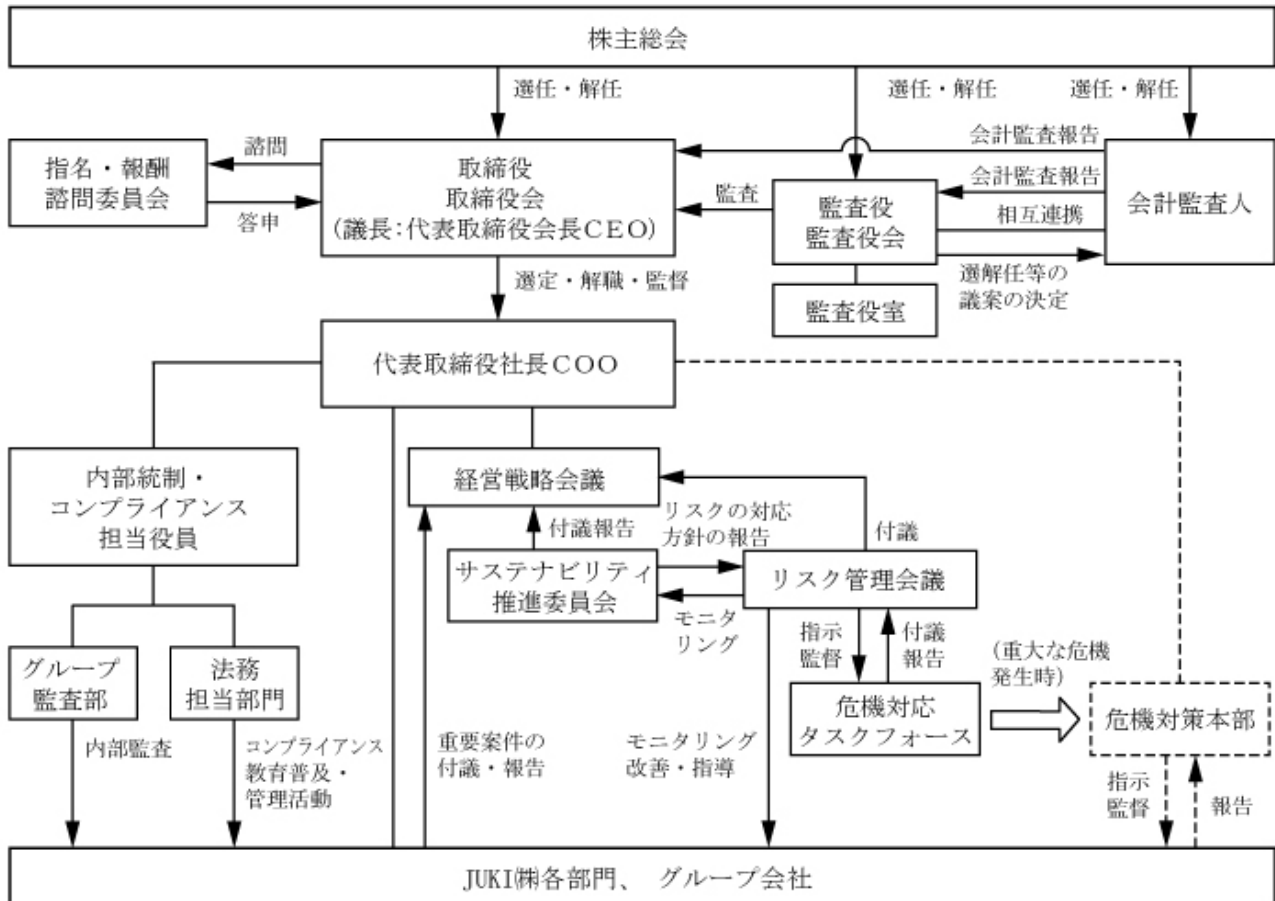 株主総会
選任・解任
選任・解任
選任・解任
指名・報酬
諮問委員会
諮問
答申
取締役
取締役会
(議長:代表取締役会長CEO)
監査
監査役
監査役会
会計監査報告
会計監査報告
相互連携
選解任等の
議案の決定
会計監査人
監査役室
選定・解職・監督
代表取締役社長COO
内部統制・
コンプライアンス
担当役員
経営戦略会議
付議報告
リスクの対応
方針の報告
付議
サステナビリティ
推進委員会
モニタ
リング
リスク管理会議
指示
監督
付議
報告
(重大な危機
発生時)
グループ
監査部
法務
担当部門
危機対応
タスクフォース
危機対策本部
内部監査
コンプライアンス
教育普及・
管理活動
重要案件の
付議・報告
モニタリング
改善・指導
指示
監督
報告
JUKI㈱各部門、 グループ会社